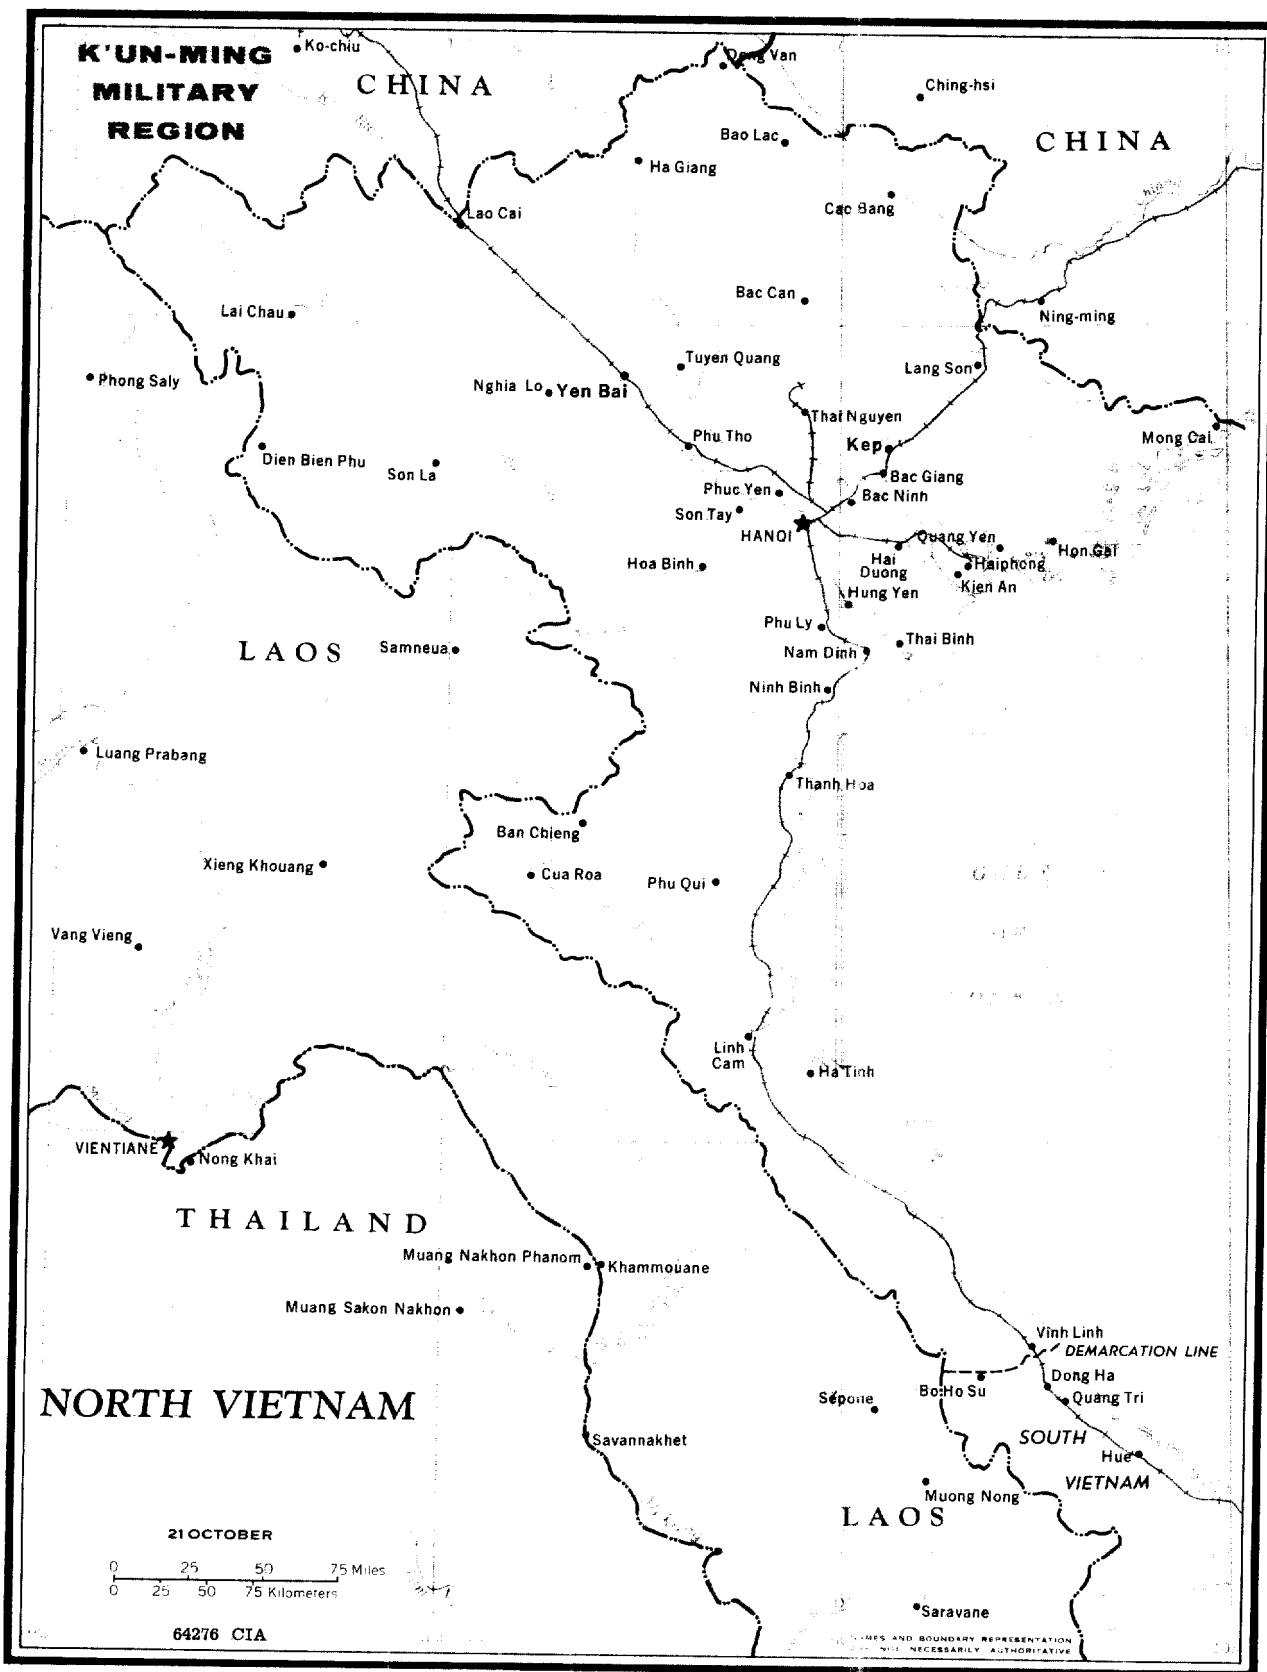 K'UN-MING
MILITARY
REGION
Ko-chiu
CHINA
Dong Van
Ching-hsi
Bao Lac
CHINA
Ha Giang
Cao Bang
Lao Cai
Bac Can
Lai Chau
Ning-ming
Tuyen Quang
Lang Son
Phong Saly
Nghia Lo
Yen Bai
Thai Nguyen
Mong Cai
Phu Tho
Kep
Dien Bien Phu
Son La
Bac Giang
Phuc Yen
Bac Ninh
Son Tay
HANOI
Quang Yen
Hon Gai
Hai
Duong
Haiphong
Hoa Binh
Kien An
Hung Yen
Phu Ly
Thai Binh
LAOS
Samneua
Nam Dinh
Ninh Binh
Luang Prabang
Thanh Hoa
Ban Chieng
Xieng Khouang
Cua Roa
Phu Qui
Vang Vieng
Linh
Cam
Ha Tinh
VIENTIANE
Nong Khai
THAILAND
Muang Nakhon Phanom
Khammouane
Muang Sakon Nakhon
Vinh Linh
DEMARCATION LINE
Dong Ha
Bo Ho Su
Sépone
Quang Tri
NORTH VIETNAM
Savannakhet
SOUTH
Hue
VIETNAM
Muong Nong
LAOS
21 OCTOBER
0 25 50 75 Miles
0 25 50 75 Kilometers
Saravane
64276 CIA
AND BOUNDARY REPRESENTATION
NECESSARILY AUTHORITATIVE